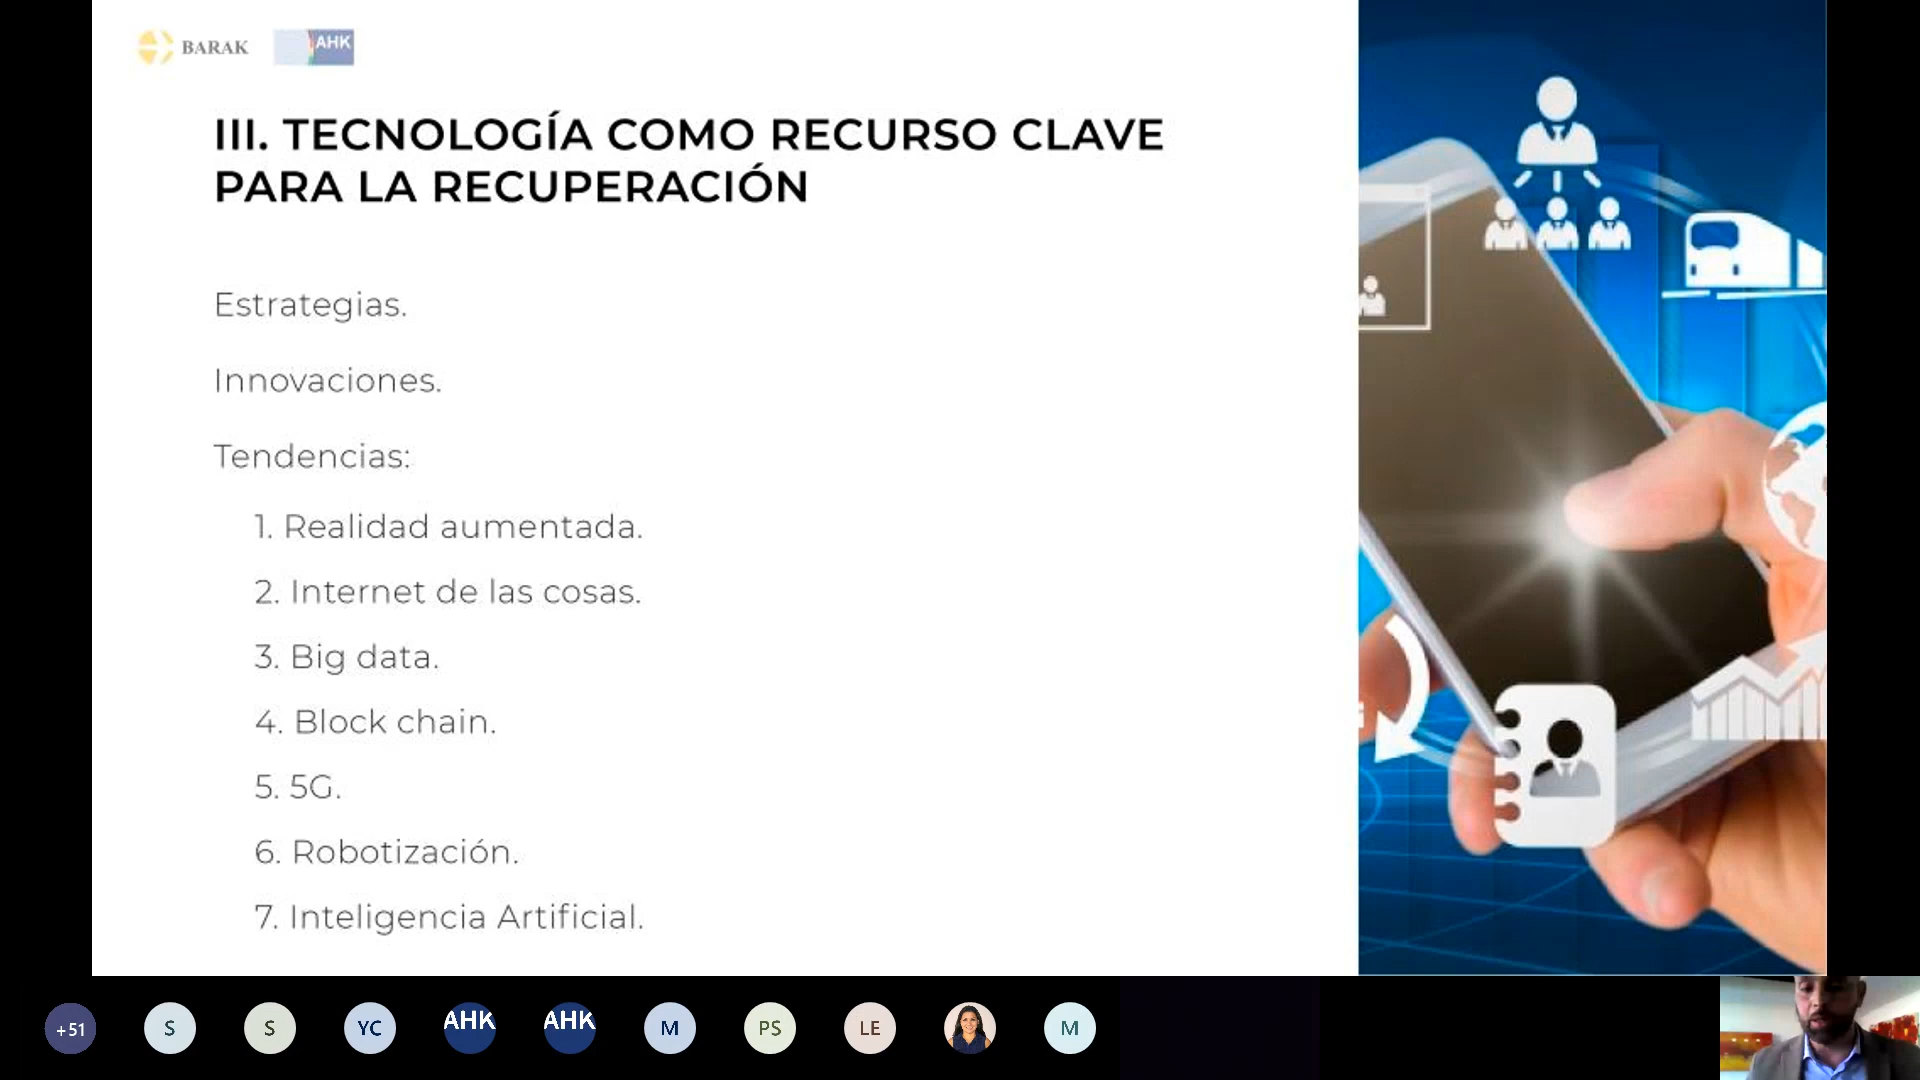 BARAK
AHK
III. TECNOLOGÍA COMO RECURSO CLAVE
PARA LA RECUPERACIÓN
Estrategias.
Innovaciones.
Tendencias:
1. Realidad aumentada.
2. Internet de las cosas.
3. Big data.
4. Block chain.
5. 5G.
6. Robotización.
7. Inteligencia Artificial.
+51
S
S
YC
AHK
AHK
M
PS
LE
M